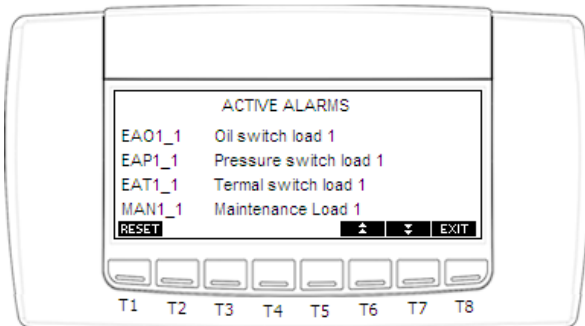 ACTIVE ALARMS
EAO1_1 Oil switch load 1
EAP1_1 Pressure switch load 1
EAT1_1 Termal switch load 1
MAN1_1 Maintenance Load 1
RESET EXIT
T1 T2 T3 T4 T5 T6 T7 T8